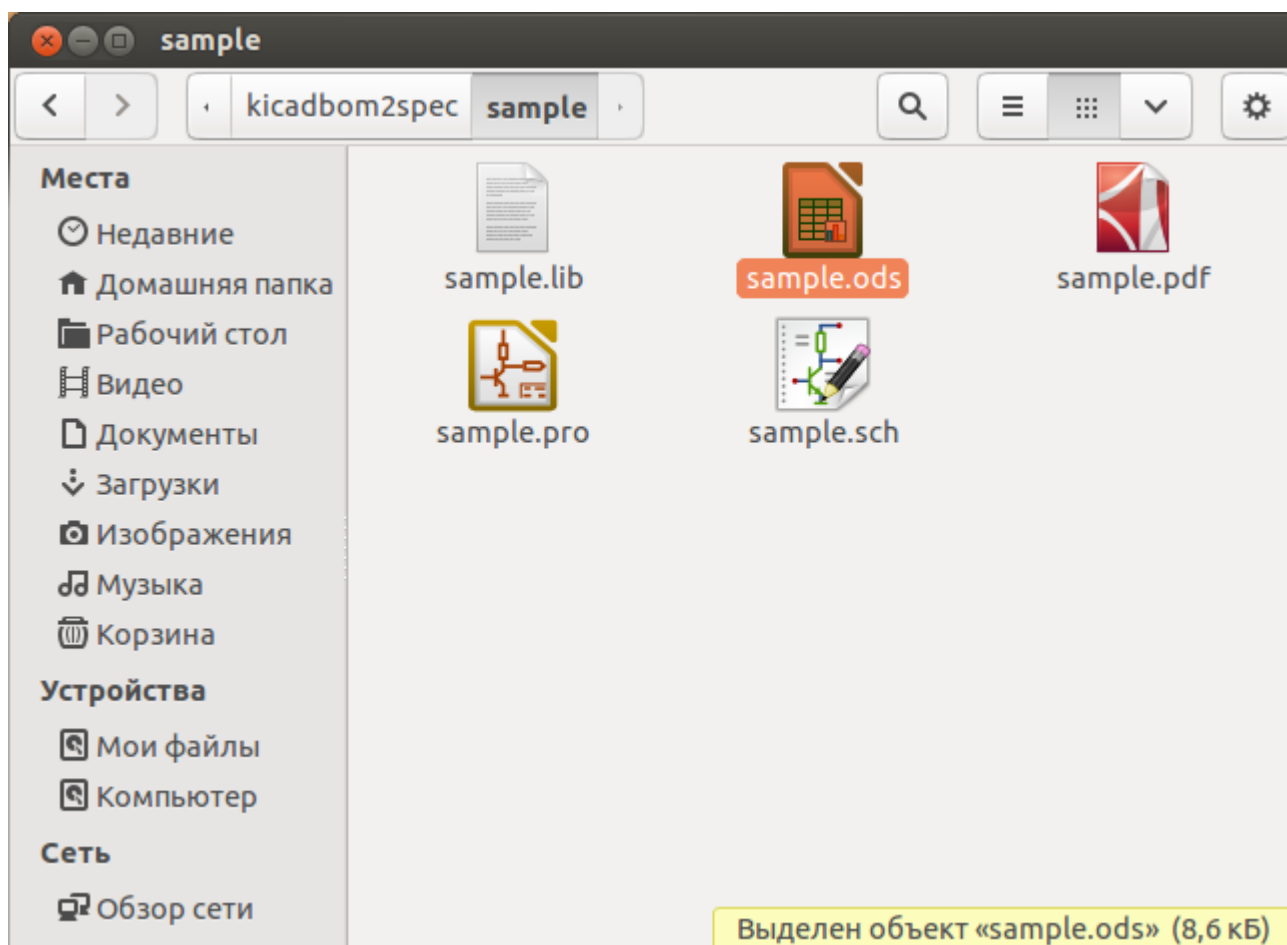 sample
kicadbom2spec sample
Места
Недавние
Домашняя папка
Рабочий стол
Видео
Документы
Загрузки
Изображения
Музыка
Корзина
Устройства
Мои файлы
Компьютер
Сеть
Обзор сети
sample.lib
sample.ods
sample.pdf
sample.pro
sample.sch
Выделен объект «sample.ods» (8,6 кБ)